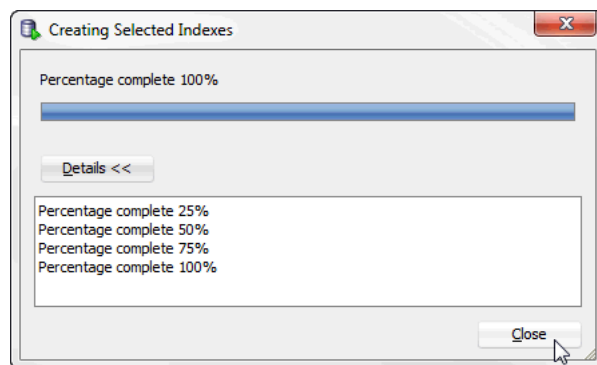 Creating Selected Indexes
Percentage complete 100%
Details <<
Percentage complete 25%
Percentage complete 50%
Percentage complete 75%
Percentage complete 100%
Close